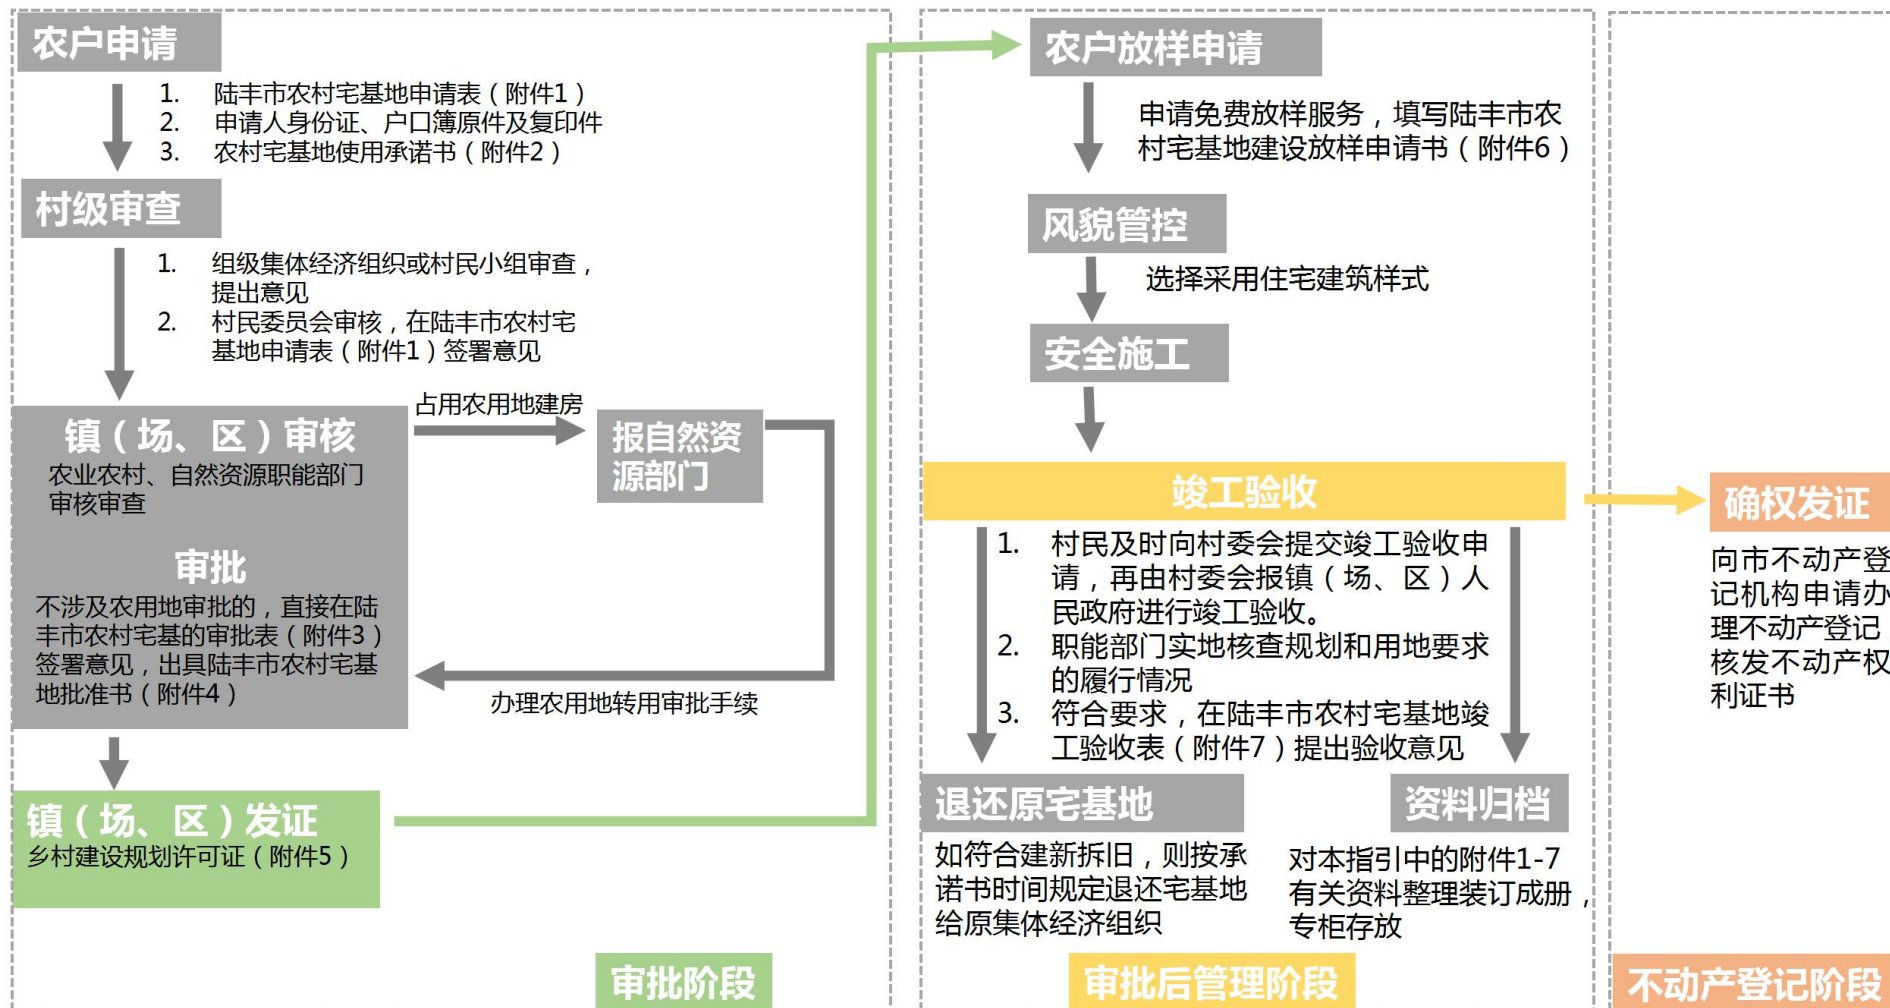 农户申请
1. 陆丰市农村宅基地申请表（附件1）
2. 申请人身份证、户口簿原件及复印件
3. 农村宅基地使用承诺书（附件2）
村级审查
1. 组级集体经济组织或村民小组审查，
提出意见
2. 村民委员会审核，在陆丰市农村宅
基地申请表（附件1）签署意见
镇（场、区）审核
农业农村、自然资源职能部门
审核审查
占用农用地建房
报自然资
源部门
审批
不涉及农用地审批的，直接在陆
丰市农村宅基的审批表（附件3）
签署意见，出具陆丰市农村宅基
地批准书（附件4）
办理农用地转用审批手续
镇（场、区）发证
乡村建设规划许可证（附件5）
审批阶段
农户放样申请
申请免费放样服务，填写陆丰市农
村宅基地建设放样申请书（附件6）
风貌管控
选择采用住宅建筑样式
安全施工
竣工验收
1. 村民及时向村委会提交竣工验收申
请，再由村委会报镇（场、区）人
民政府进行竣工验收。
2. 职能部门实地核查规划和用地要求
的履行情况
3. 符合要求，在陆丰市农村宅基地竣
工验收表（附件7）提出验收意见
退还原宅基地
如符合建新拆旧，则按承
诺书时间规定退还宅基地
给原集体经济组织
资料归档
对本指引中的附件1-7
有关资料整理装订成册，
专柜存放
审批后管理阶段
确权发证
向市不动产登
记机构申请办
理不动产登记
核发不动产权
利证书
不动产登记阶段